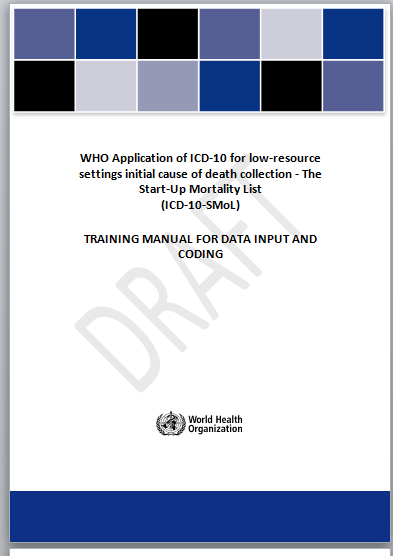 WHO Application of ICD-10 for low-resource
settings initial cause of death collection - The
Start-Up Mortality List
(ICD-10-SMoL)
TRAINING MANUAL FOR DATA INPUT AND
CODING
DRAFT
World Health
Organization